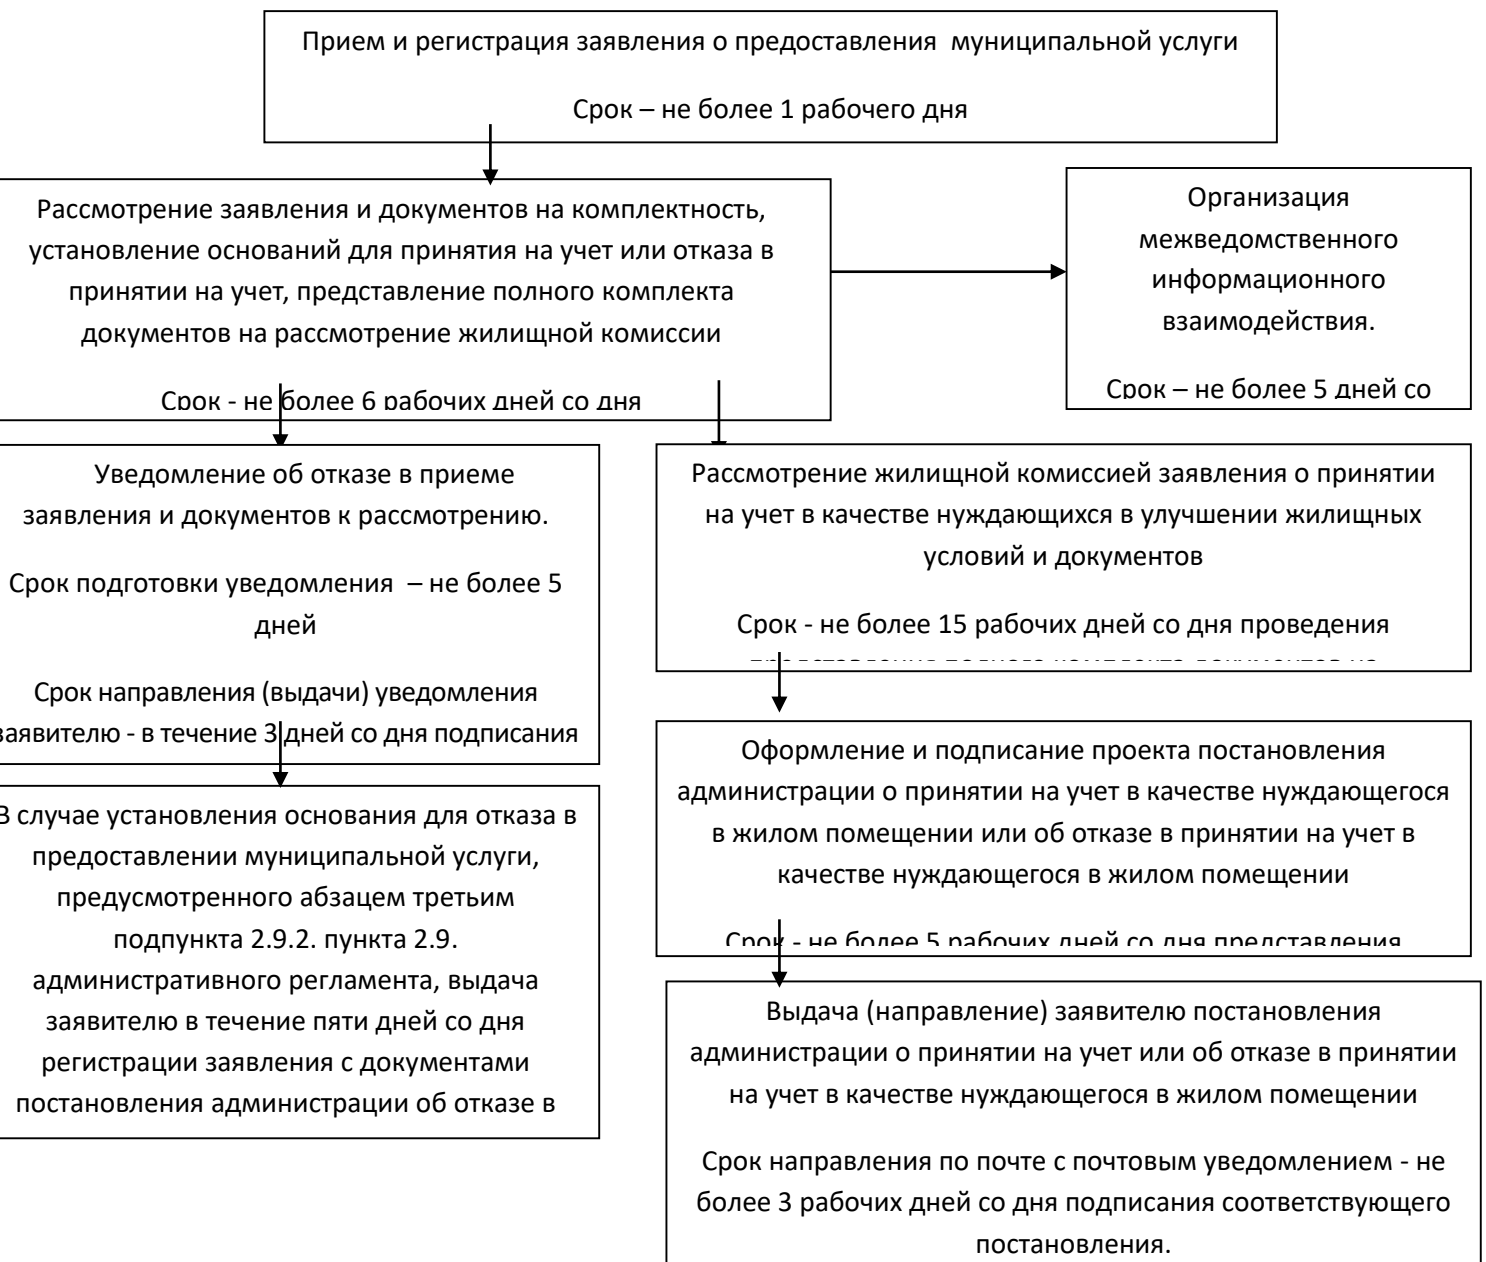 Прием и регистрация заявления о предоставления  муниципальной услуги
Срок – не более 1 рабочего дня
Рассмотрение заявления и документов на комплектность,
установление оснований для принятия на учет или отказа в
принятии на учет, представление полного комплекта
документов на рассмотрение жилищной комиссии
Срок - не более 6 рабочих дней со дня
Организация
межведомственного
информационного
взаимодействия.
Срок – не более 5 дней со
Уведомление об отказе в приеме
заявления и документов к рассмотрению.
Срок подготовки уведомления  – не более 5
дней
Срок направления (выдачи) уведомления
заявителю - в течение 3 дней со дня подписания
В случае установления основания для отказа в
предоставлении муниципальной услуги,
предусмотренного абзацем третьим
подпункта 2.9.2. пункта 2.9.
административного регламента, выдача
заявителю в течение пяти дней со дня
регистрации заявления с документами
постановления администрации об отказе в
Рассмотрение жилищной комиссией заявления о принятии
на учет в качестве нуждающихся в улучшении жилищных
условий и документов
Срок - не более 15 рабочих дней со дня проведения
Оформление и подписание проекта постановления
администрации о принятии на учет в качестве нуждающегося
в жилом помещении или об отказе в принятии на учет в
качестве нуждающегося в жилом помещении
Срок - не более 5 рабочих дней со дня представления
Выдача (направление) заявителю постановления
администрации о принятии на учет или об отказе в принятии
на учет в качестве нуждающегося в жилом помещении
Срок направления по почте с почтовым уведомлением - не
более 3 рабочих дней со дня подписания соответствующего
постановления.